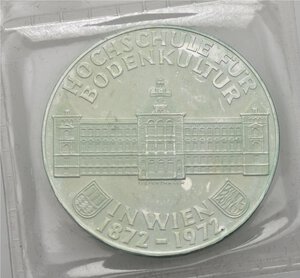 HOCHSCHULE FÜR
BODENKULTUR
IN WIEN
1872-1972